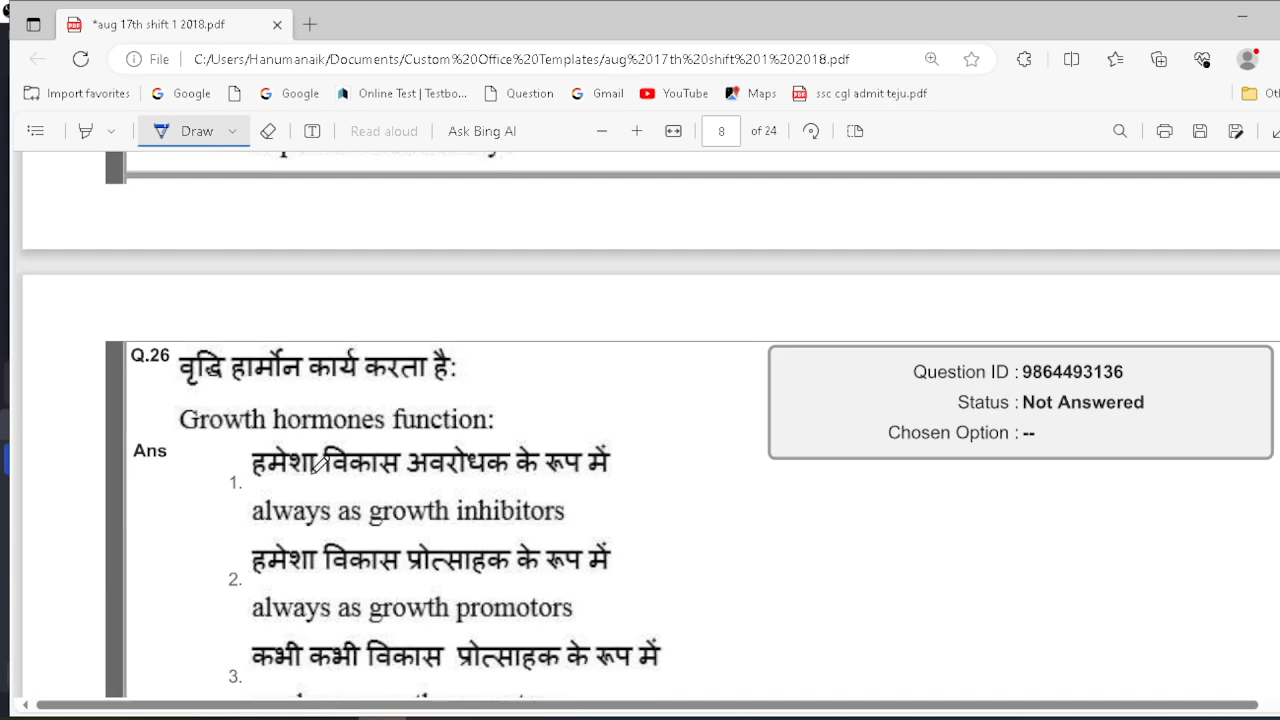 *aug 17th shift 1 2018.pdf
File C:/Users/Hanumanaik/Documents/Custom%20Office%20Templates/aug%2017th%20shift%201%202018.pdf
Import favorites Google Google Online Test | Testbo... Question Gmail YouTube Maps ssc cgl admit teju.pdf
Draw Read aloud Ask Bing AI 8 of 24
Q.26 वृद्धि हार्मोन कार्य करता है:
Growth hormones function:
Question ID : 9864493136
Status : Not Answered
Chosen Option : --
Ans
हमेशा विकास अवरोधक के रूप में
1.
always as growth inhibitors
हमेशा विकास प्रोत्साहक के रूप में
2.
always as growth promotors
कभी कभी विकास प्रोत्साहक के रूप में
3.